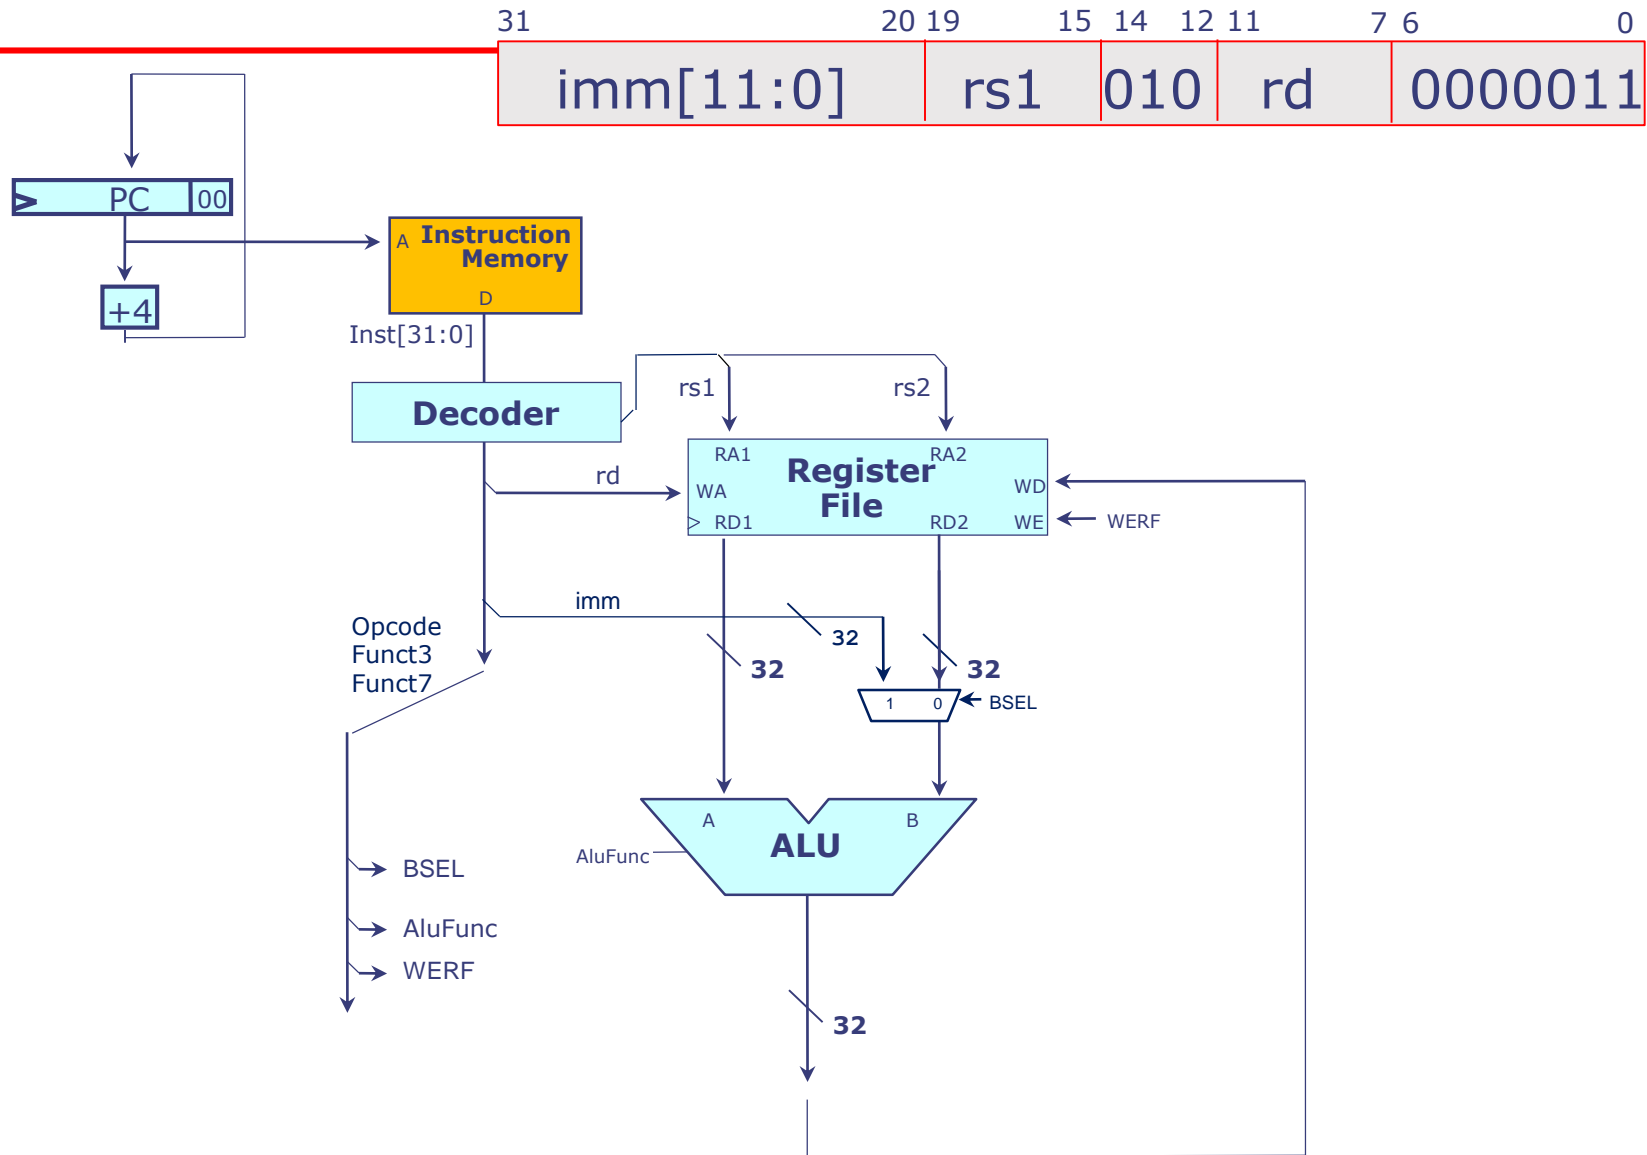 31 20 19 15 14 12 11 7 6 0
imm[11:0] rs1 010 rd 0000011
PC 00
A Instruction
Memory
D
+4
Inst[31:0]
rs1 rs2
Decoder
RA1 RA2
Register
File
rd
WA WD
RD1 RD2 WE WERF
imm
32
Opcode
Funct3
Funct7
32 32
1 0 BSEL
A B
ALU
AluFunc
BSEL
AluFunc
WERF
32